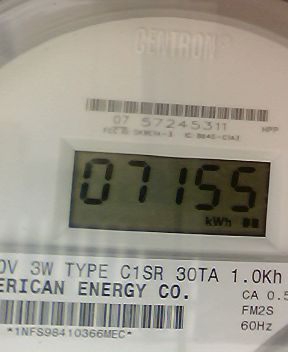 CENTRON
07 57245311
HPP
07155
kWh
0V 3W TYPE C1SR 30TA 1.0Kh
ERICAN ENERGY CO.
CA 0.5
FM2S
60Hz
*1NFS98410366MEC*